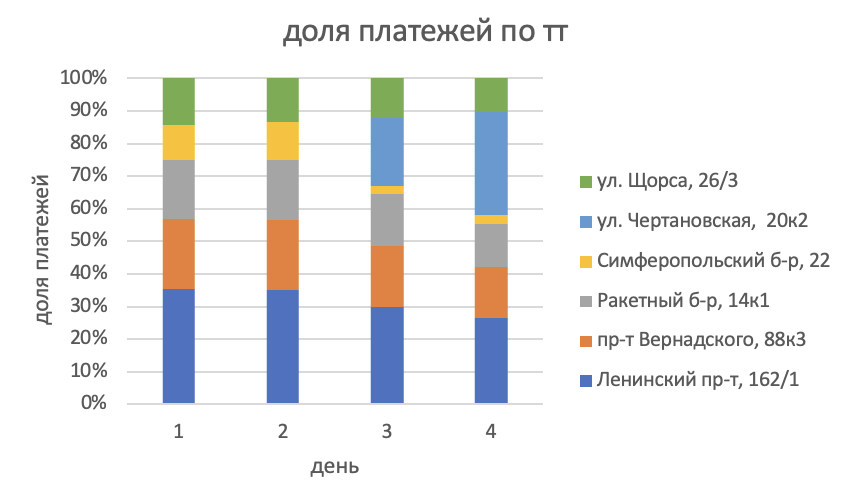 доля платежей по тт
100%
90%
80%
70%
60%
50%
40%
30%
20%
10%
0%
доля платежей
1 2 3 4
день
ул. Щорса, 26/3
ул. Чертановская,  20к2
Симферопольский б-р, 22
Ракетный б-р, 14к1
пр-т Вернадского, 88к3
Ленинский пр-т, 162/1